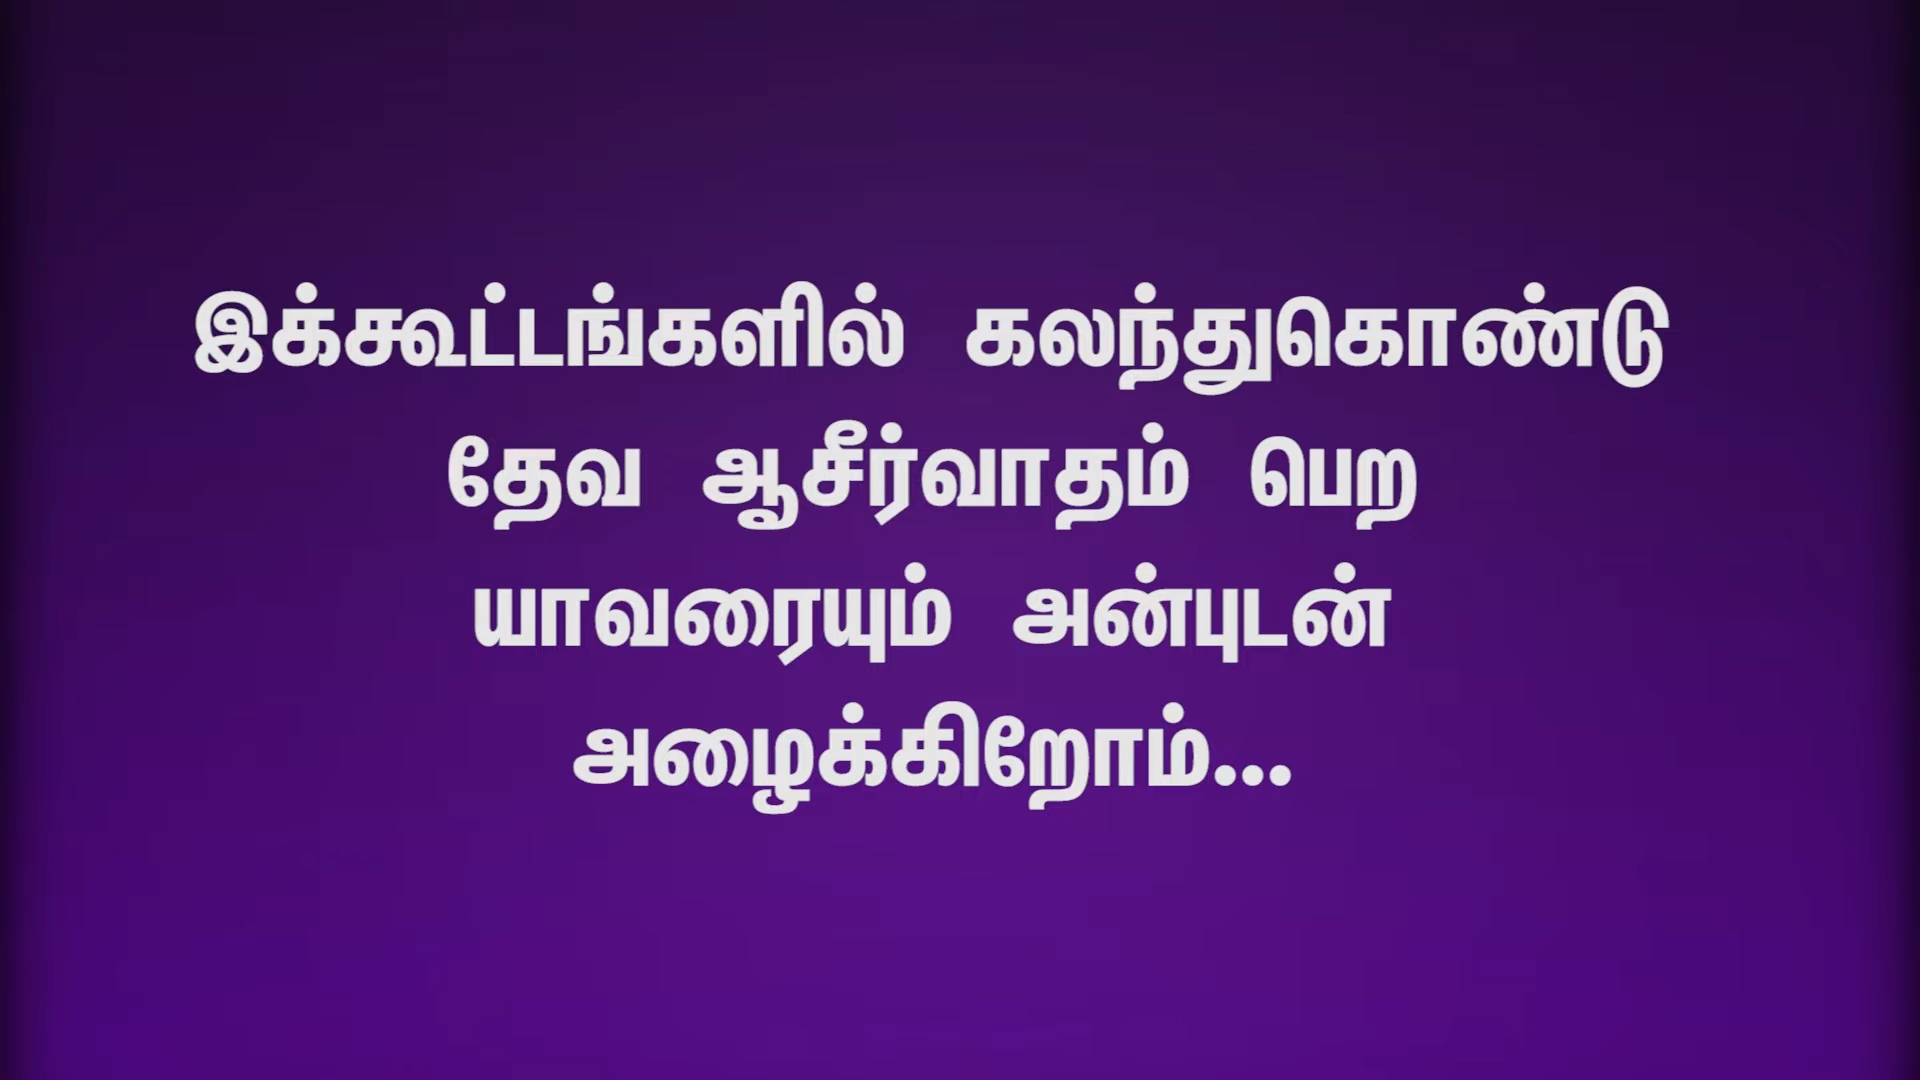 இக்கூட்டங்களில் கலந்துகொண்டு
தேவ ஆசீர்வாதம் பெற
யாவரையும் அன்புடன்
அழைக்கிறோம்...